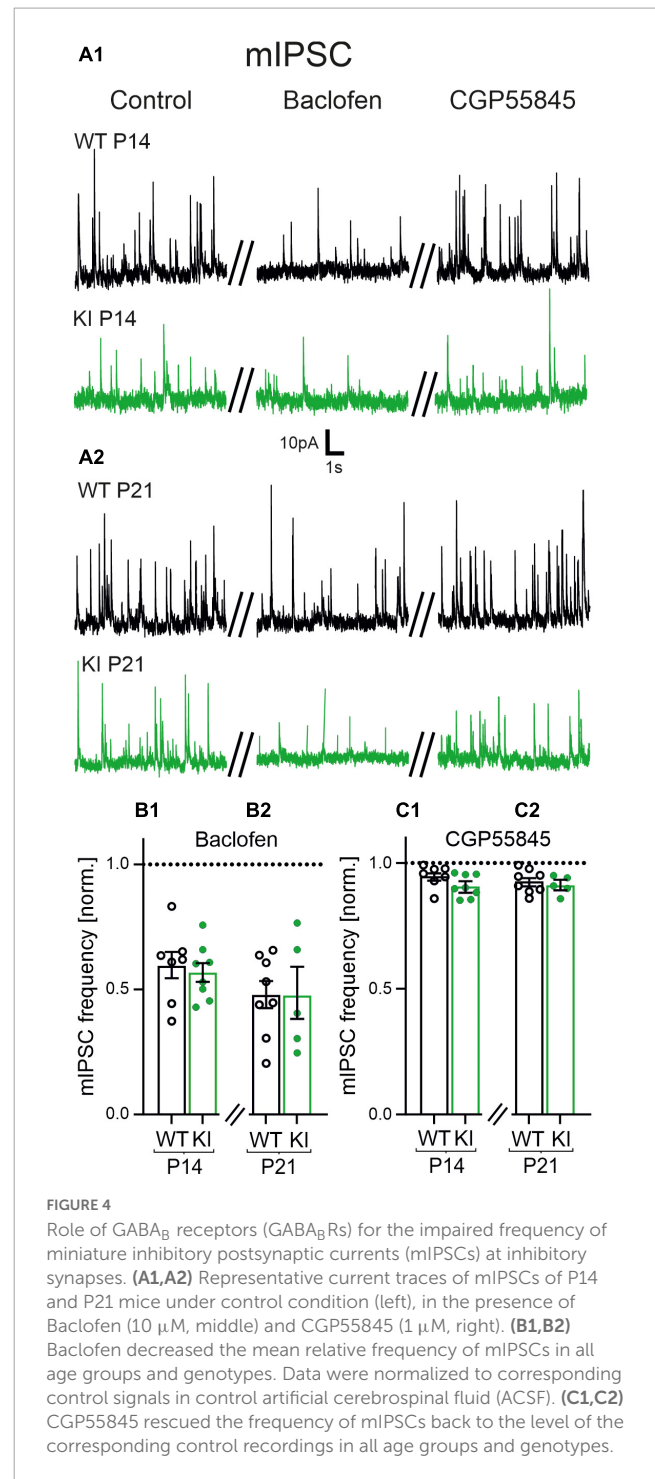 A1
mIPSC
Control Baclofen CGP55845
WT P14
KI P14
10pA
1s
A2
WT P21
KI P21
B1 B2 C1 C2
Baclofen CGP55845
mIPSC frequency [norm.]
1.0
0.5
0.0
WT KI WT KI
P14 P21
mIPSC frequency [norm.]
1.0
0.5
0.0
WT KI WT KI
P14 P21
FIGURE 4
Role of GABAB receptors (GABABRs) for the impaired frequency of
miniature inhibitory postsynaptic currents (mIPSCs) at inhibitory
synapses. (A1,A2) Representative current traces of mIPSCs of P14
and P21 mice under control condition (left), in the presence of
Baclofen (10 μM, middle) and CGP55845 (1 μM, right). (B1,B2)
Baclofen decreased the mean relative frequency of mIPSCs in all
age groups and genotypes. Data were normalized to corresponding
control signals in control artificial cerebrospinal fluid (ACSF). (C1,C2)
CGP55845 rescued the frequency of mIPSCs back to the level of the
corresponding control recordings in all age groups and genotypes.